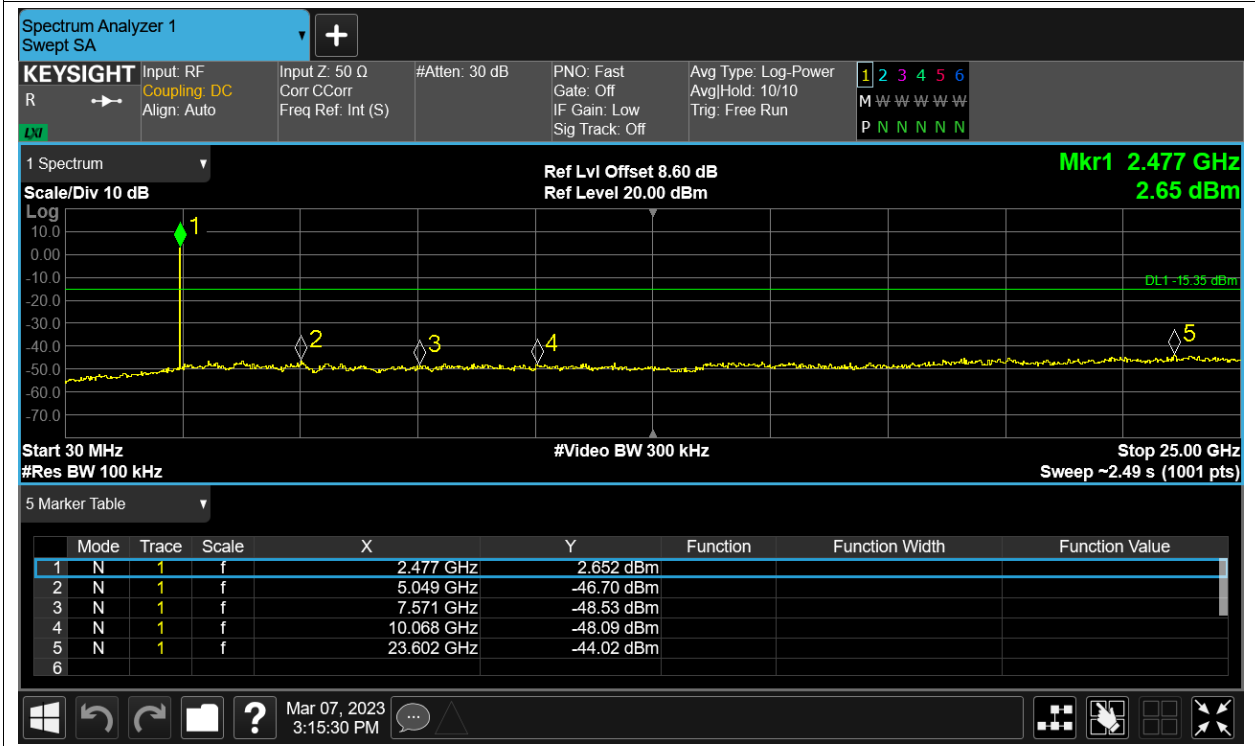 Spectrum Analyzer 1
Swept SA
KEYSIGHT
R
LXI
Input: RF
Coupling: DC
Align: Auto
Input Z: 50 Ω
Corr CCorr
Freq Ref: Int (S)
#Atten: 30 dB
PNO: Fast
Gate: Off
IF Gain: Low
Sig Track: Off
Avg Type: Log-Power
Avg|Hold: 10/10
Trig: Free Run
1 2 3 4 5 6
M W W W W W
P N N N N N
1 Spectrum
Scale/Div 10 dB
Ref Lvl Offset 8.60 dB
Ref Level 20.00 dBm
Mkr1 2.477 GHz
2.65 dBm
Log
10.0
0.00
-10.0
-20.0
-30.0
-40.0
-50.0
-60.0
-70.0
1
2
3
4
5
DL1 -15.35 dBm
Start 30 MHz
#Video BW 300 kHz
Stop 25.00 GHz
#Res BW 100 kHz
Sweep ~2.49 s (1001 pts)
5 Marker Table
Mode Trace Scale X Y Function Function Width Function Value
1 N 1 f 2.477 GHz 2.652 dBm
2 N 1 f 5.049 GHz -46.70 dBm
3 N 1 f 7.571 GHz -48.53 dBm
4 N 1 f 10.068 GHz -48.09 dBm
5 N 1 f 23.602 GHz -44.02 dBm
6
?
Mar 07, 2023
3:15:30 PM